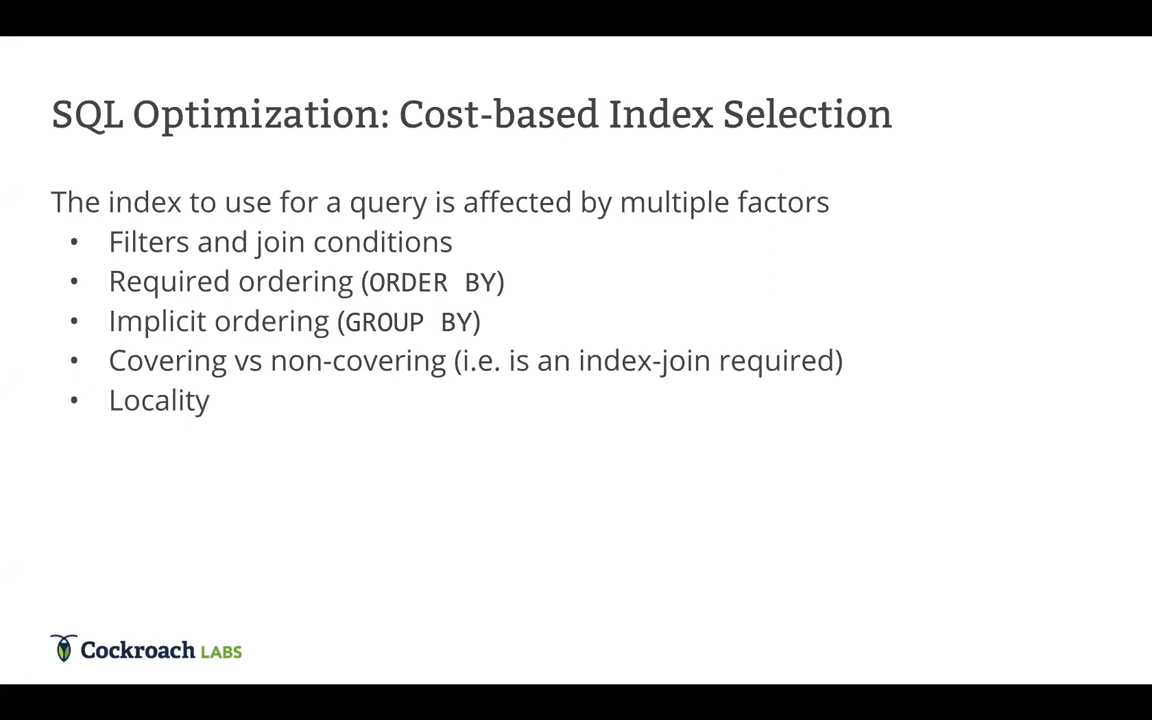 SQL Optimization: Cost-based Index Selection
The index to use for a query is affected by multiple factors
• Filters and join conditions
• Required ordering (ORDER BY)
• Implicit ordering (GROUP BY)
• Covering vs non-covering (i.e. is an index-join required)
• Locality
Cockroach LABS